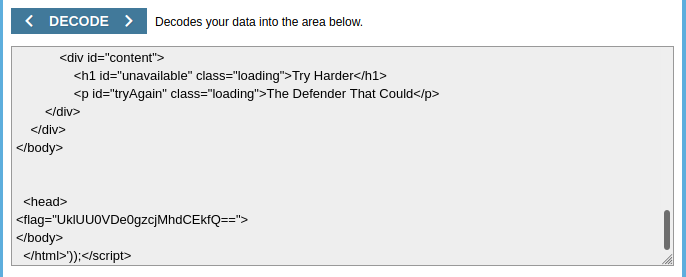 < DECODE > Decodes your data into the area below.
<div id="content">
<h1 id="unavailable" class="loading">Try Harder</h1>
<p id="tryAgain" class="loading">The Defender That Could</p>
</div>
</div>
</body>
<head>
<flag="UklUU0VDe0gzcjMhdCEkfQ==">
</body>
</html>'));</script>